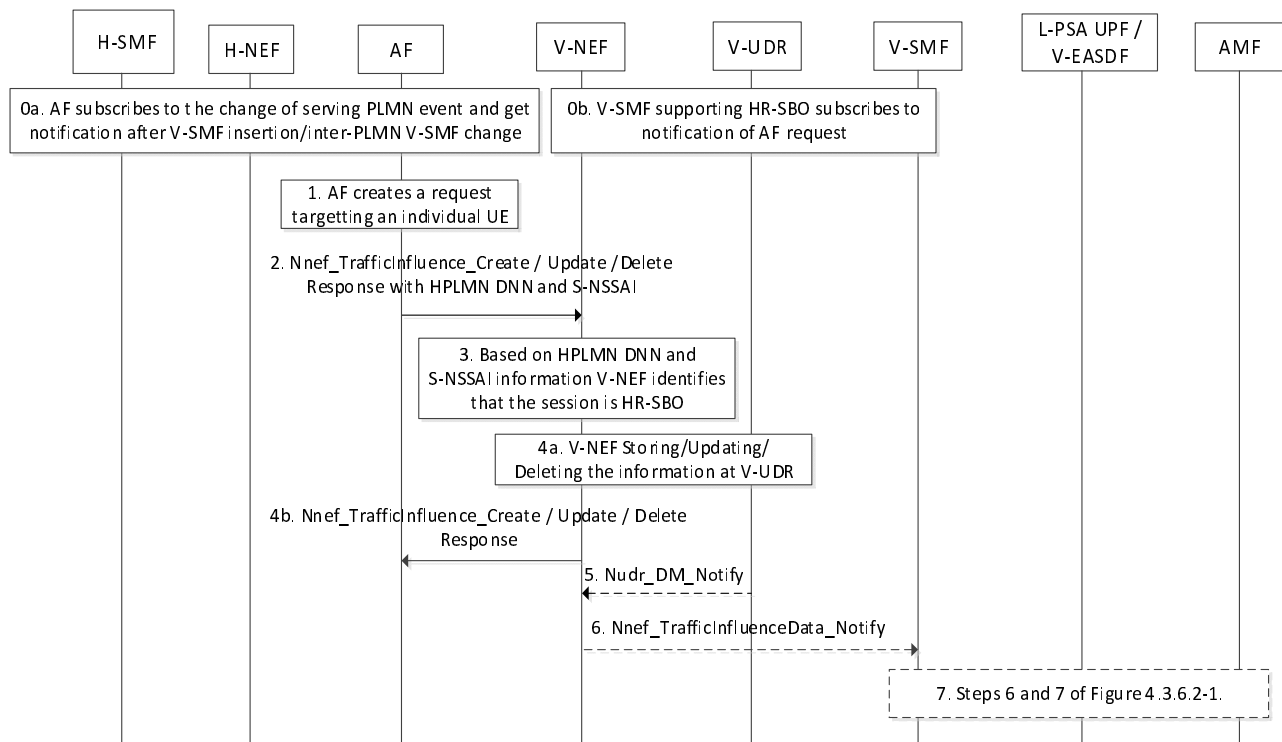 H-SMF
H-NEF
AF
V-NEF
V-UDR
V-SMF
L-PSA UPF /
V-EASDF
AMF
0a. AF subscribes to the change of serving PLMN event and get
notification after V-SMF insertion/inter-PLMN V-SMF change
0b. V-SMF supporting HR-SBO subscribes to
notification of AF request
1. AF creates a request
targetting an individual UE
2. Nnef_TrafficInfluence_Create / Update /Delete
Response with HPLMN DNN and S-NSSAI
3. Based on HPLMN DNN and
S-NSSAI information V-NEF identifies
that the session is HR-SBO
4a. V-NEF Storing/Updating/
Deleting the information at V-UDR
4b. Nnef_TrafficInfluence_Create / Update / Delete
Response
5. Nudr_DM_Notify
6. Nnef_TrafficInfluenceData_Notify
7. Steps 6 and 7 of Figure 4.3.6.2-1.